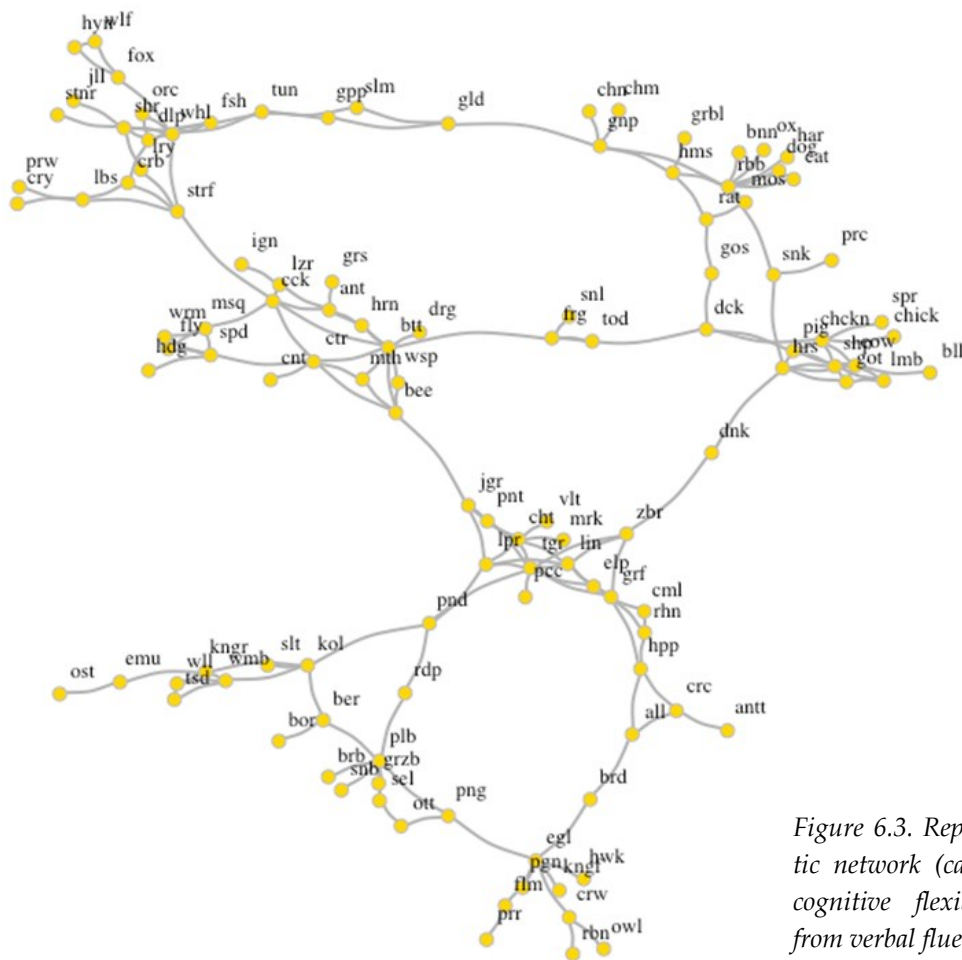 hyn wlf
fox
jll
stnr
orc
shr
dlp whl
fsh
tun
gpp slm
gld
chn chm
gnp
grbl
hms
bnn ox
har
rbb
dog
cat
mos
rat
lry
crb
prw
cry
lbs
strf
ign
lzr
grs
cck
ant
gos
snk
prc
wrm
msq
hrn
drg
snl
frg
tod
dck
fly
spd
ctr
btt
hdg
cnt
mth wsp
bee
pig
chckn
spr
chick
hrs
shp
cow
got
lmb
bll
dnk
jgr
pnt
vlt
cht
mrk
zbr
lpr
tgr
lin
pcc
elp
grf
cml
rhn
pnd
hpp
slt
kol
kngr
wll
wmb
emu
ost
tsd
rdp
ber
bor
crc
antt
all
plb
brb
grzb
snb
sel
ott
png
brd
egl
pgn
kngf
hwk
flm
crw
prr
rbn owl
Figure 6.3. Rep
tic network (ca
cognitive flexi
from verbal flue